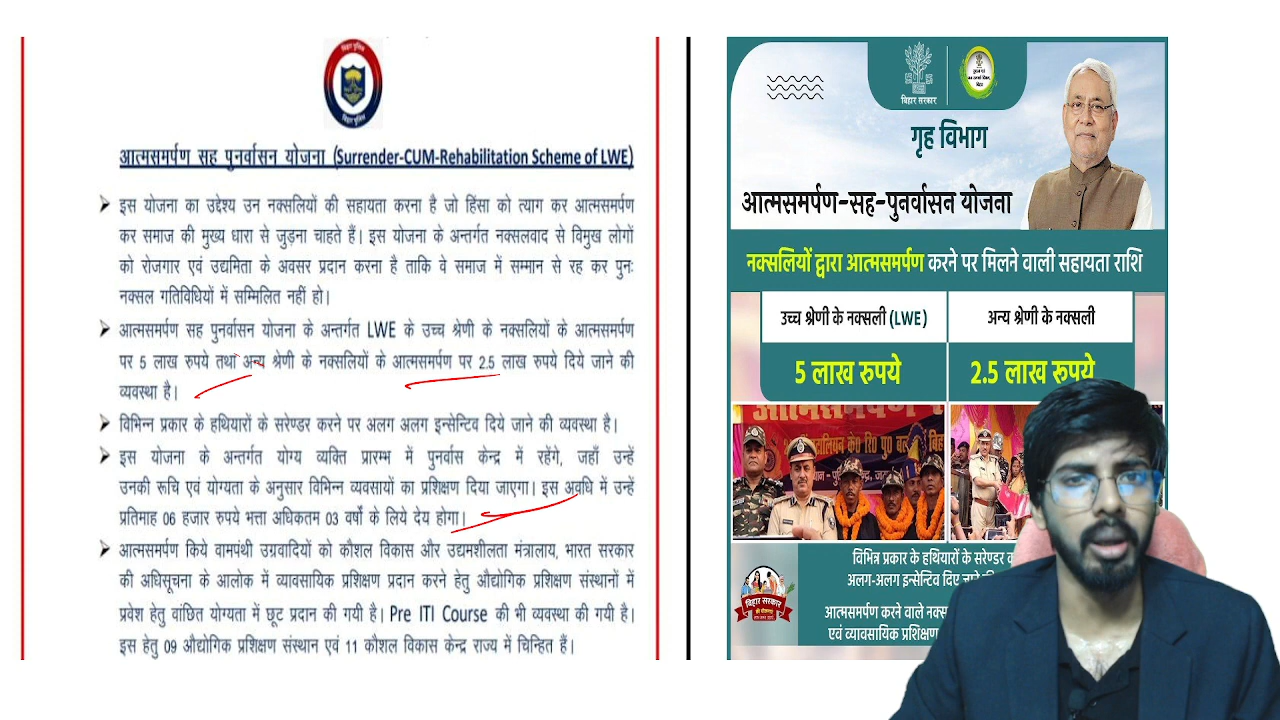 बिहार पुलिस
बिहार पुलिस
आत्मसमर्पण सह पुनर्वासन योजना (Surrender-CUM-Rehabilitation Scheme of LWE)
➢ इस योजना का उद्देश्य उन नक्सलियों की सहायता करना है जो हिंसा को त्याग कर आत्मसमर्पण
कर समाज की मुख्य धारा से जुड़ना चाहते हैं। इस योजना के अन्तर्गत नक्सलवाद से विमुख लोगों
को रोजगार एवं उद्यमिता के अवसर प्रदान करना है ताकि वे समाज में सम्मान से रह कर पुनः
नक्सल गतिविधियों में सम्मिलित नहीं हो।
➢ आत्मसमर्पण सह पुनर्वासन योजना के अन्तर्गत LWE के उच्च श्रेणी के नक्सलियों के आत्मसमर्पण
पर 5 लाख रुपये तथा अन्य श्रेणी के नक्सलियों के आत्मसमर्पण पर 2.5 लाख रुपये दिये जाने की
व्यवस्था है।
➢ विभिन्न प्रकार के हथियारों के सरेण्डर करने पर अलग अलग इन्सेन्टिव दिये जाने की व्यवस्था है।
➢ इस योजना के अन्तर्गत योग्य व्यक्ति प्रारम्भ में पुनर्वास केन्द्र में रहेंगे, जहाँ उन्हें
उनकी रूचि एवं योग्यता के अनुसार विभिन्न व्यवसायों का प्रशिक्षण दिया जाएगा। इस अवधि में उन्हें
प्रतिमाह 06 हजार रुपये भत्ता अधिकतम 03 वर्षों के लिये देय होगा।
➢ आत्मसमर्पण किये वामपंथी उग्रवादियों को कौशल विकास और उद्यमशीलता मंत्रालय, भारत सरकार
की अधिसूचना के आलोक में व्यावसायिक प्रशिक्षण प्रदान करने हेतु औद्योगिक प्रशिक्षण संस्थानों में
प्रवेश हेतु वांछित योग्यता में छूट प्रदान की गयी है। Pre ITI Course की भी व्यवस्था की गयी है।
इस हेतु 09 औद्योगिक प्रशिक्षण संस्थान एवं 11 कौशल विकास केन्द्र राज्य में चिन्हित हैं।
बिहार सरकार
गृह विभाग
आत्मसमर्पण-सह-पुनर्वासन योजना
नक्सलियों द्वारा आत्मसमर्पण करने पर मिलने वाली सहायता राशि
उच्च श्रेणी के नक्सली (LWE)
अन्य श्रेणी के नक्सली
5 लाख रुपये
2.5 लाख रूपये
विभिन्न प्रकार के हथियारों के सरेण्डर
अलग-अलग इन्सेन्टिव दिए
बिहार सरकार
आत्मसमर्पण करने वाले
एवं व्यावसायिक प्रशिक्षण